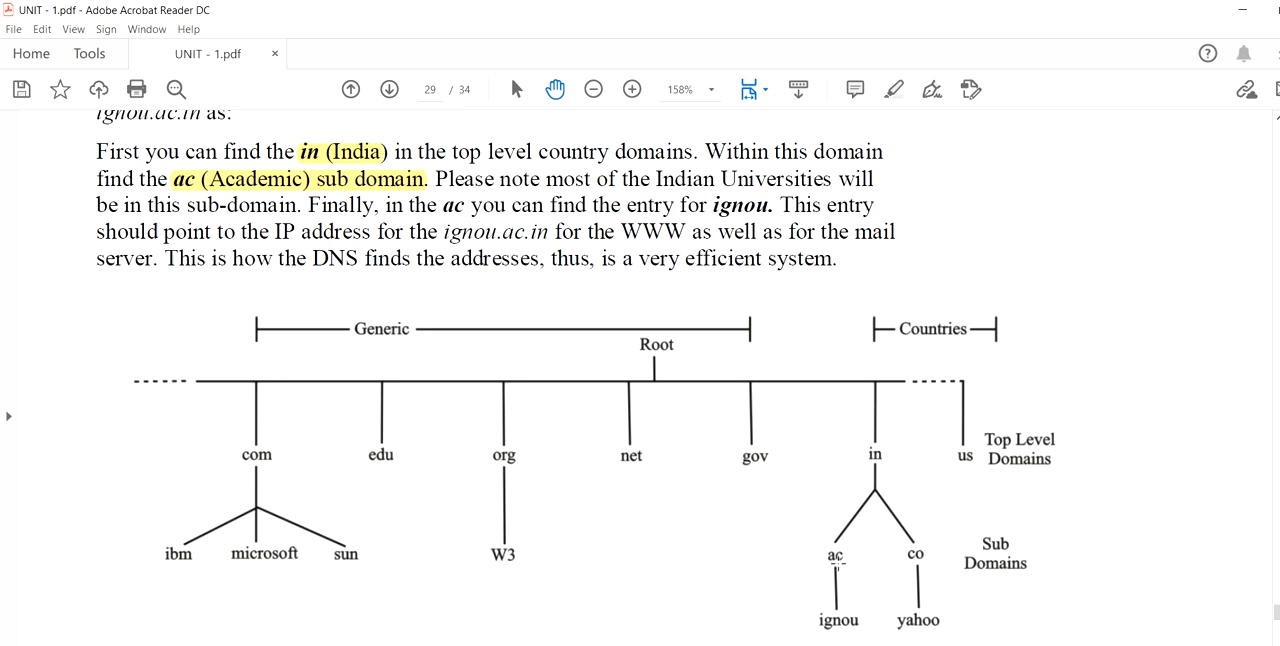 UNIT - 1.pdf - Adobe Acrobat Reader DC
File Edit View Sign Window Help
Home Tools UNIT - 1.pdf ×
29 / 34 158%
ignou.ac.in as:
First you can find the in (India) in the top level country domains. Within this domain
find the ac (Academic) sub domain. Please note most of the Indian Universities will
be in this sub-domain. Finally, in the ac you can find the entry for ignou. This entry
should point to the IP address for the ignou.ac.in for the WWW as well as for the mail
server. This is how the DNS finds the addresses, thus, is a very efficient system.
Generic Countries
Root
com edu org net gov in us Top Level
Domains
ibm microsoft sun W3 ac co Sub
Domains
ignou yahoo